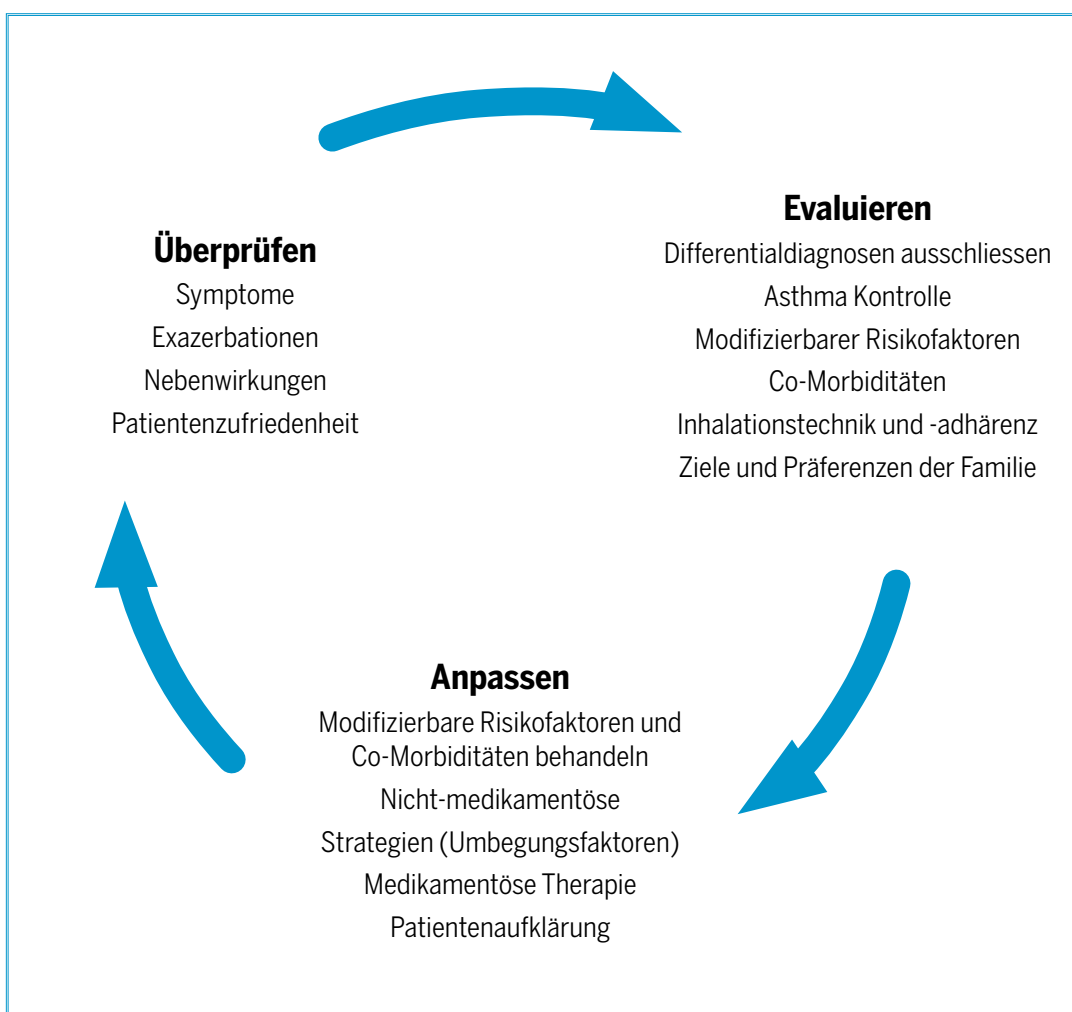 Überprüfen
Symptome
Exazerbationen
Nebenwirkungen
Patientenzufriedenheit
Evaluieren
Differentialdiagnosen ausschliessen
Asthma Kontrolle
Modifizierbarer Risikofaktoren
Co-Morbiditäten
Inhalationstechnik und -adhärenz
Ziele und Präferenzen der Familie
Anpassen
Modifizierbare Risikofaktoren und
Co-Morbiditäten behandeln
Nicht-medikamentöse
Strategien (Umbegungsfaktoren)
Medikamentöse Therapie
Patientenaufklärung